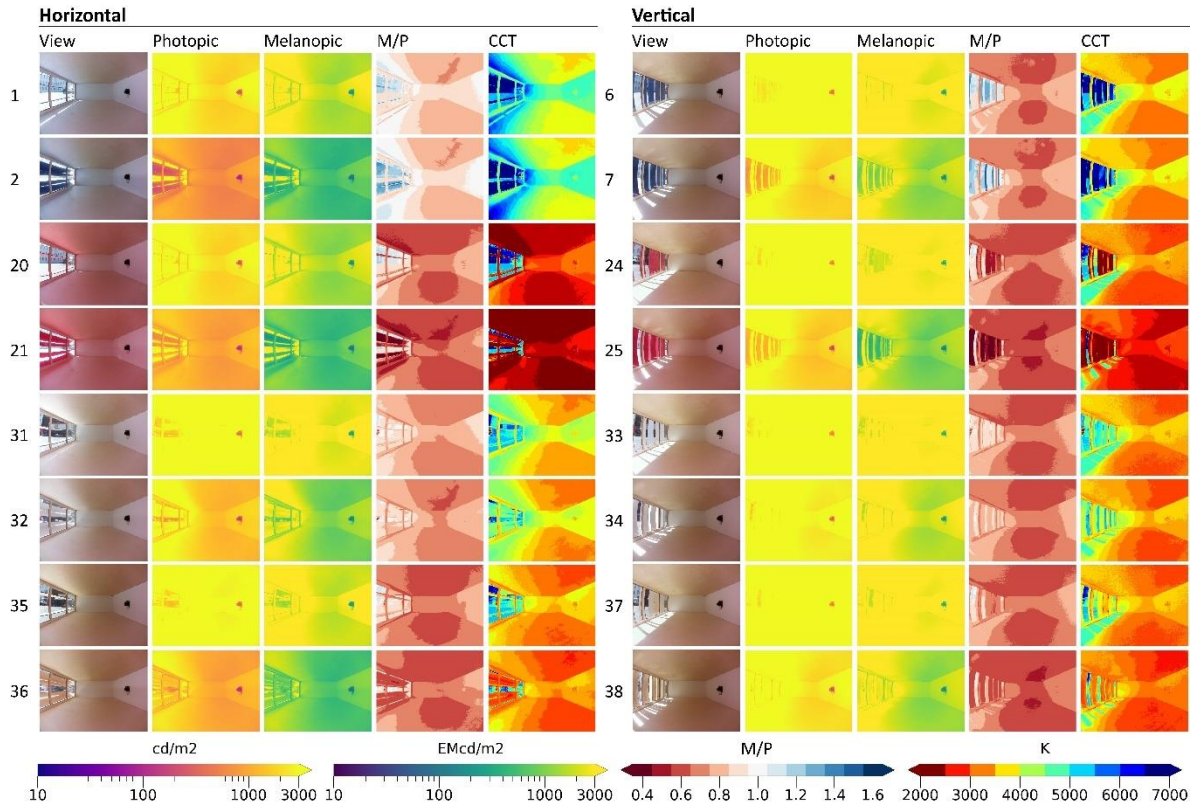 Horizontal
Vertical
View Photopic Melanopic M/P CCT
View Photopic Melanopic M/P CCT
1
6
2
7
20
24
21
25
31
33
32
34
35
37
36
38
cd/m2
EMcd/m2
M/P
K
10 100 1000 3000
10 100 1000 3000
0.4 0.6 0.8 1.0 1.2 1.4 1.6
2000 3000 4000 5000 6000 7000